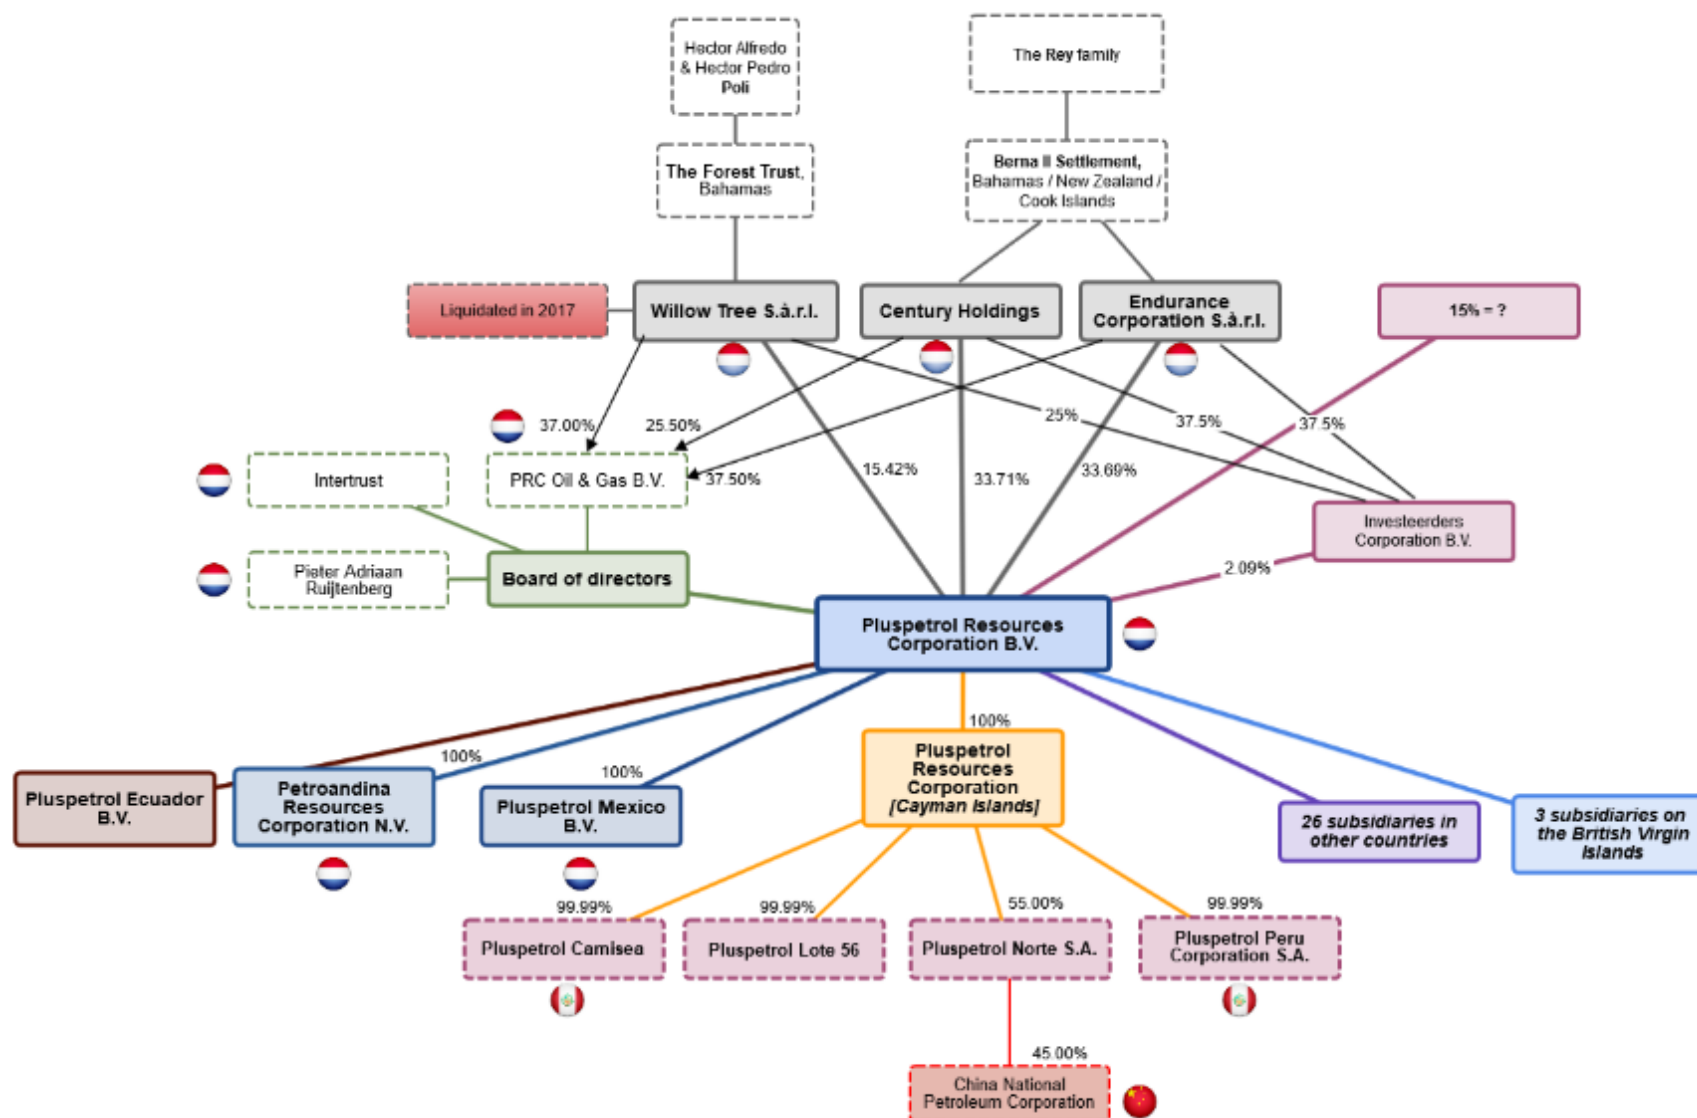 Hector Alfredo
& Hector Pedro
Poli
The Rey family
The Forest Trust,
Bahamas
Berna II Settlement,
Bahamas / New Zealand /
Cook Islands
Liquidated in 2017
Willow Tree S.à.r.l.
Century Holdings
Endurance
Corporation S.à.r.l.
15% = ?
37.00%
25.50%
37.50%
15.42%
33.71%
33.69%
25%
37.5%
37.5%
Intertrust
PRC Oil & Gas B.V.
Investeerders
Corporation B.V.
Pieter Adriaan
Ruijtenberg
Board of directors
2.09%
Pluspetrol Resources
Corporation B.V.
100%
100%
100%
Pluspetrol Ecuador
B.V.
Petroandina
Resources
Corporation N.V.
Pluspetrol Mexico
B.V.
Pluspetrol
Resources
Corporation
[Cayman Islands]
26 subsidiaries in
other countries
3 subsidiaries on
the British Virgin
Islands
99.99%
99.99%
55.00%
99.99%
Pluspetrol Camisea
Pluspetrol Lote 56
Pluspetrol Norte S.A.
Pluspetrol Peru
Corporation S.A.
45.00%
China National
Petroleum Corporation